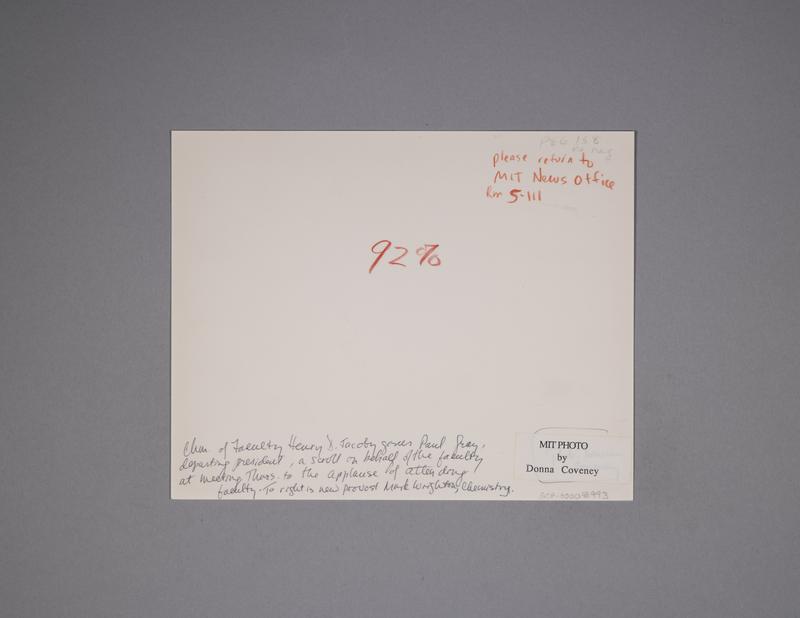 please return to
MIT News Office
Rm 5-111
92%
Chm. of Faculty Henry D. Jacoby gives Paul Gray,
departing president, a scroll on behalf of the faculty
at meeting Thurs. to the applause of attending
faculty. To right is new provost Mark Wrighton, Chemistry.
MIT PHOTO
by
Donna Coveney